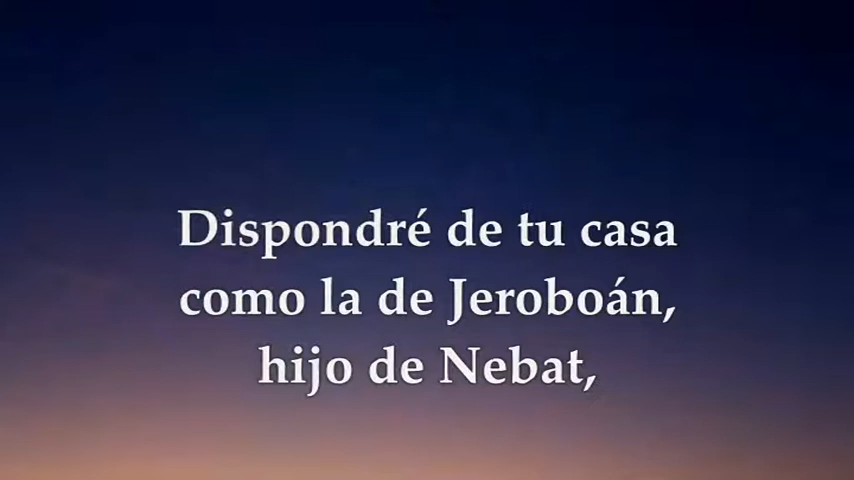 Dispondré de tu casa
como la de Jeroboán,
hijo de Nebat,